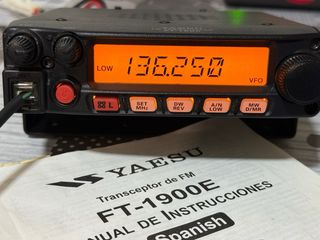 LOW
136.250
VFO
L
SET
MHz
DW
REV
A/N
LOW
MW
D/MR
YAESU
Transceptor de FM
FT-1900E
MANUAL DE INSTRUCCIONES
Spanish